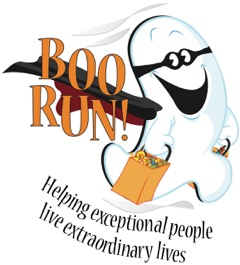 BOO
RUN!
Helping exceptional people
live extraordinary lives